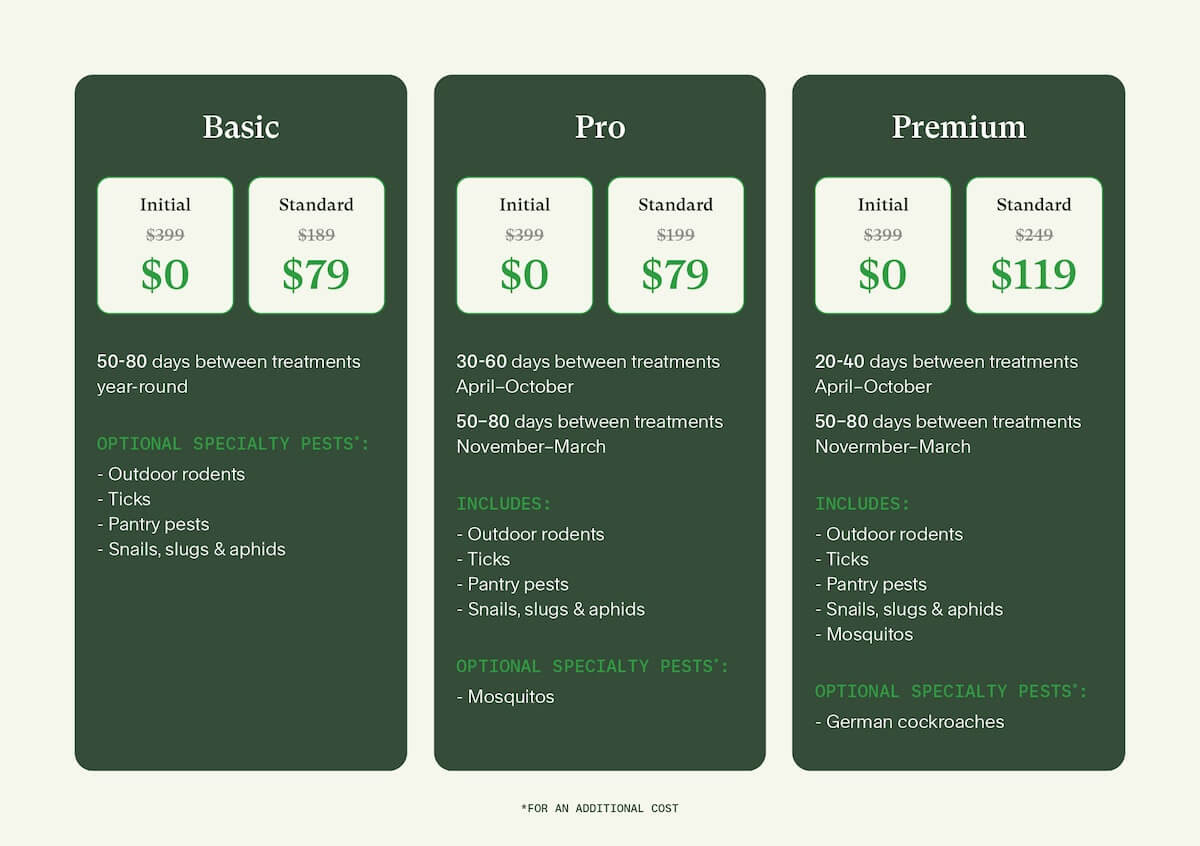 Basic
Initial
$399
$0
Standard
$189
$79
50-80 days between treatments
year-round
OPTIONAL SPECIALTY PESTS*:
- Outdoor rodents
- Ticks
- Pantry pests
- Snails, slugs & aphids
Pro
Initial
$399
$0
Standard
$199
$79
30-60 days between treatments
April–October
50–80 days between treatments
November–March
INCLUDES:
- Outdoor rodents
- Ticks
- Pantry pests
- Snails, slugs & aphids
OPTIONAL SPECIALTY PESTS*:
- Mosquitos
Premium
Initial
$399
$0
Standard
$249
$119
20-40 days between treatments
April–October
50–80 days between treatments
Novermber–March
INCLUDES:
- Outdoor rodents
- Ticks
- Pantry pests
- Snails, slugs & aphids
- Mosquitos
OPTIONAL SPECIALTY PESTS*:
- German cockroaches
*FOR AN ADDITIONAL COST